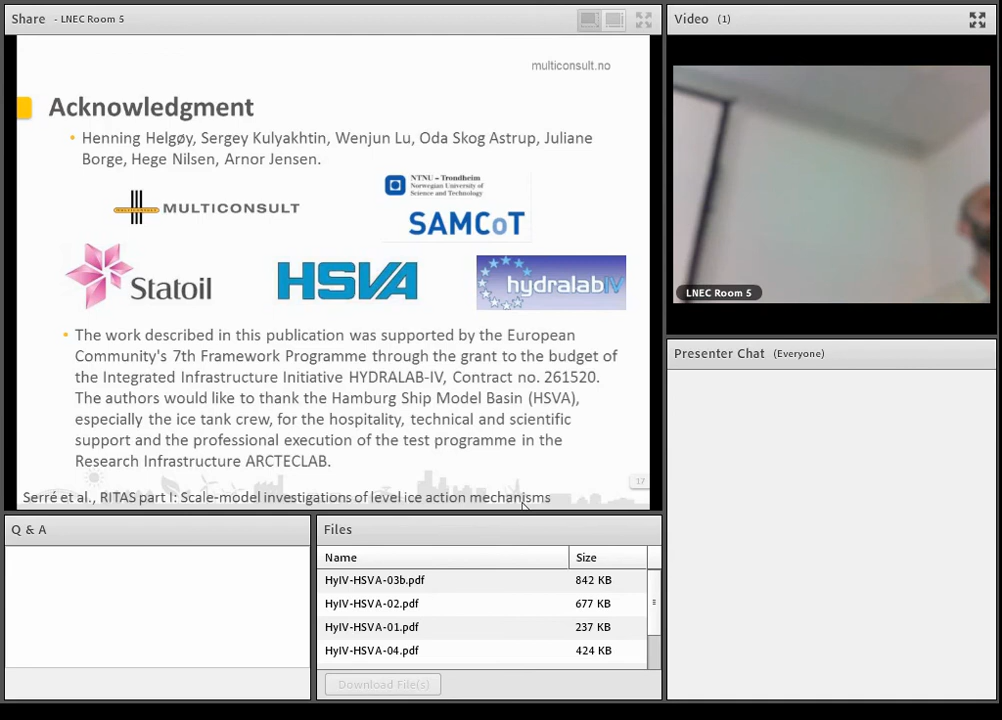 Share - LNEC Room 5
multiconsult.no
Acknowledgment
• Henning Helgøy, Sergey Kulyakhtin, Wenjun Lu, Oda Skog Astrup, Juliane
Borge, Hege Nilsen, Arnor Jensen.
MULTICONSULT
NTNU – Trondheim
Norwegian University of
Science and Technology
SAMCoT
Statoil
HSVA
hydralab IV
• The work described in this publication was supported by the European
Community's 7th Framework Programme through the grant to the budget of
the Integrated Infrastructure Initiative HYDRALAB-IV, Contract no. 261520.
The authors would like to thank the Hamburg Ship Model Basin (HSVA),
especially the ice tank crew, for the hospitality, technical and scientific
support and the professional execution of the test programme in the
Research Infrastructure ARCTECLAB.
17
Serré et al., RITAS part I: Scale-model investigations of level ice action mechanisms
Video (1)
LNEC Room 5
Presenter Chat (Everyone)
Q & A
Files
Name Size
HyIV-HSVA-03b.pdf 842 KB
HyIV-HSVA-02.pdf 677 KB
HyIV-HSVA-01.pdf 237 KB
HyIV-HSVA-04.pdf 424 KB
Download File(s)